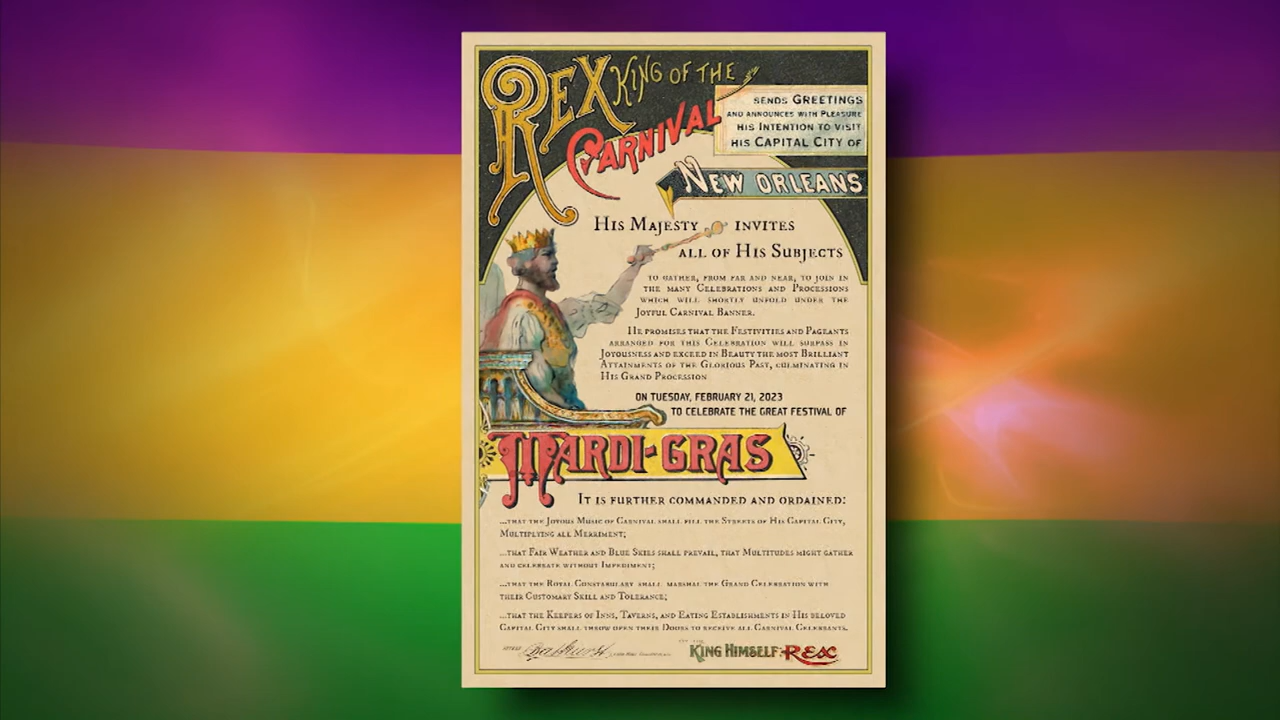 REX KING OF THE
CARNIVAL
SENDS GREETINGS
AND ANNOUNCES WITH PLEASURE
HIS INTENTION TO VISIT
HIS CAPITAL CITY OF
NEW ORLEANS
HIS MAJESTY INVITES
ALL OF HIS SUBJECTS
TO GATHER, FROM FAR AND NEAR, TO JOIN IN
THE MANY CELEBRATIONS AND PROCESSIONS
WHICH WILL SHORTLY UNFOLD UNDER THE
JOYFUL CARNIVAL BANNER.
HE PROMISES THAT THE FESTIVITIES AND PAGEANTS
ARRANGED FOR THIS CELEBRATION WILL SURPASS IN
JOYOUSNESS AND EXCEED IN BEAUTY THE MOST BRILLIANT
ATTAINMENTS OF THE GLORIOUS PAST, CULMINATING IN
HIS GRAND PROCESSION
ON TUESDAY, FEBRUARY 21, 2023
TO CELEBRATE THE GREAT FESTIVAL OF
MARDI-GRAS
IT IS FURTHER COMMANDED AND ORDAINED:
...THAT THE JOYOUS MUSIC OF CARNIVAL SHALL FILL THE STREETS OF HIS CAPITAL CITY,
MULTIPLYING ALL MERRIMENT;
...THAT FAIR WEATHER AND BLUE SKIES SHALL PREVAIL, THAT MULTITUDES MIGHT GATHER
AND CELEBRATE WITHOUT IMPEDIMENT;
...THAT THE ROYAL CONSTABULARY SHALL MARSHAL THE GRAND CELEBRATION WITH
THEIR CUSTOMARY SKILL AND TOLERANCE;
...THAT THE KEEPERS OF INNS, TAVERNS, AND EATING ESTABLISHMENTS IN HIS BELOVED
CAPITAL CITY SHALL THROW OPEN THEIR DOORS TO RECEIVE ALL CARNIVAL CELEBRANTS.
KING HIMSELF: REX